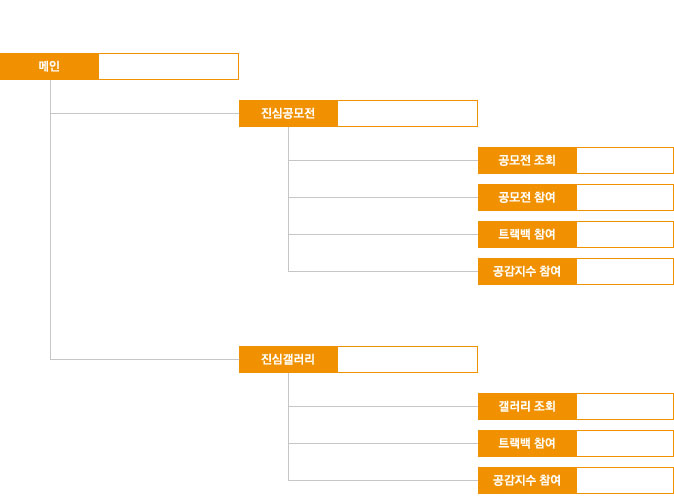 메인
진심공모전
공모전 조회
공모전 참여
트랙백 참여
공감지수 참여
진심갤러리
갤러리 조회
트랙백 참여
공감지수 참여